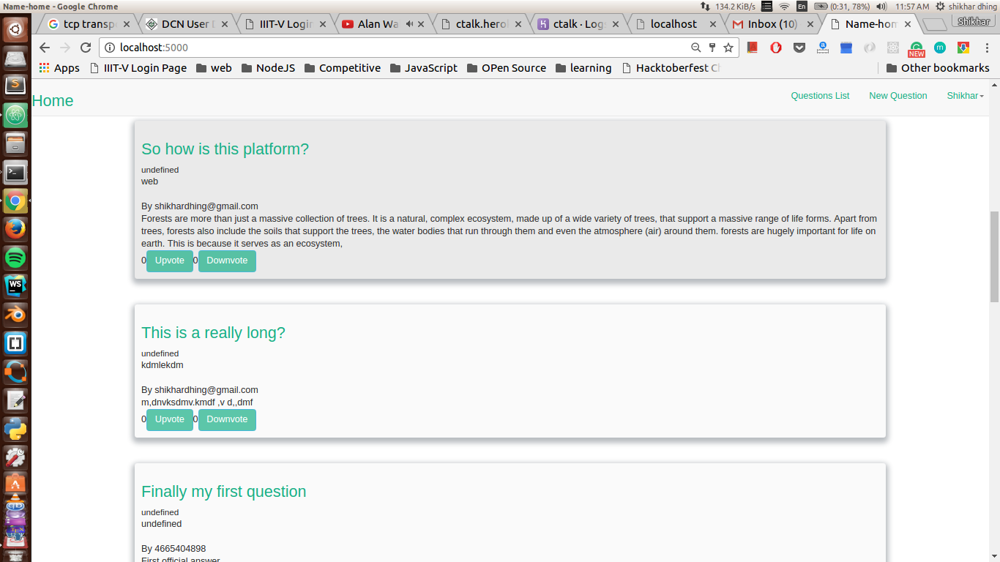 Name-home - Google Chrome
134.2 KiB/s
En
(0:31, 78%)
11:57 AM
shikhar dhing
tcp transp
DCN User
IIIT-V Login
Alan Wa
ctalk.herol
ctalk · Log
localhost
Inbox (10)
Name-hom
Shikhar
localhost:5000
NEW
Apps
IIIT-V Login Page
web
NodeJS
Competitive
JavaScript
OPen Source
learning
Hacktoberfest
Other bookmarks
Home
Questions List
New Question
Shikhar
So how is this platform?
undefined
web
By shikhardhing@gmail.com
Forests are more than just a massive collection of trees. It is a natural, complex ecosystem, made up of a wide variety of trees, that support a massive range of life forms. Apart from
trees, forests also include the soils that support the trees, the water bodies that run through them and even the atmosphere (air) around them. forests are hugely important for life on
earth. This is because it serves as an ecosystem,
0 Upvote 0 Downvote
This is a really long?
undefined
kdmlekdm
By shikhardhing@gmail.com
m,dnvksdmv.kmdf ,v d,,dmf
0 Upvote 0 Downvote
Finally my first question
undefined
undefined
By 4665404898
First official answer